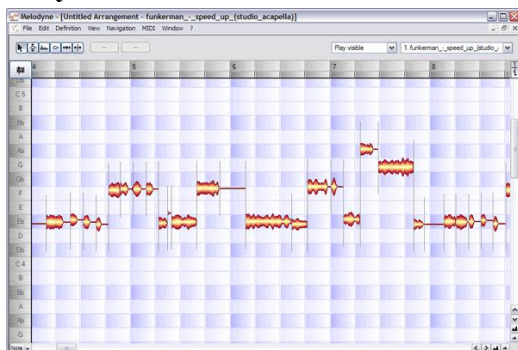 Melodyne - [Untitled Arrangement - funkerman_-_speed_up_(studio_acapella)]
File Edit Definition View Navigation MIDI Window ?
Play visible
1. funkerman_-_speed_up_(studio_
4 5 6 7 8
Db
C 5
B
Bb
A
Ab
G
Gb
F
E
Eb
D
Db
C 4
B
Bb
A
Ab
G
Note